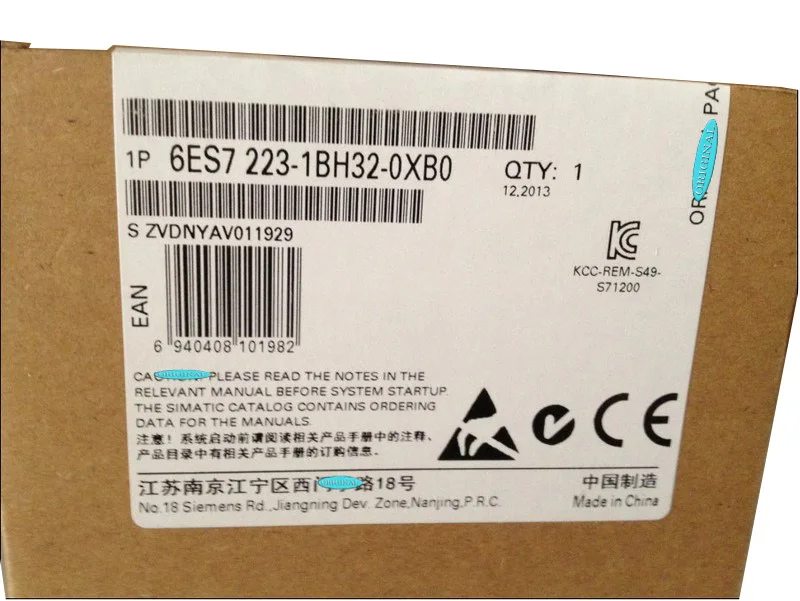 1P 6ES7 223-1BH32-0XB0
QTY: 1
12.2013
S ZVDNYAV011929
KCC-REM-S49-
S71200
EAN
6 940408 101982
PLEASE READ THE NOTES IN THE
RELEVANT MANUAL BEFORE SYSTEM STARTUP.
THE SIMATIC CATALOG CONTAINS ORDERING
DATA FOR THE MANUALS.
注意！系统启动前请阅读相关产品手册中的注释、
产品目录中有相关产品手册的订购信息。
江苏南京江宁区西 路18号
中国制造
No.18 Siemens Rd.,Jiangning Dev. Zone,Nanjing,P.R.C.
Made in China
ORIGINAL
ORIGINAL
ORIGINAL
CE